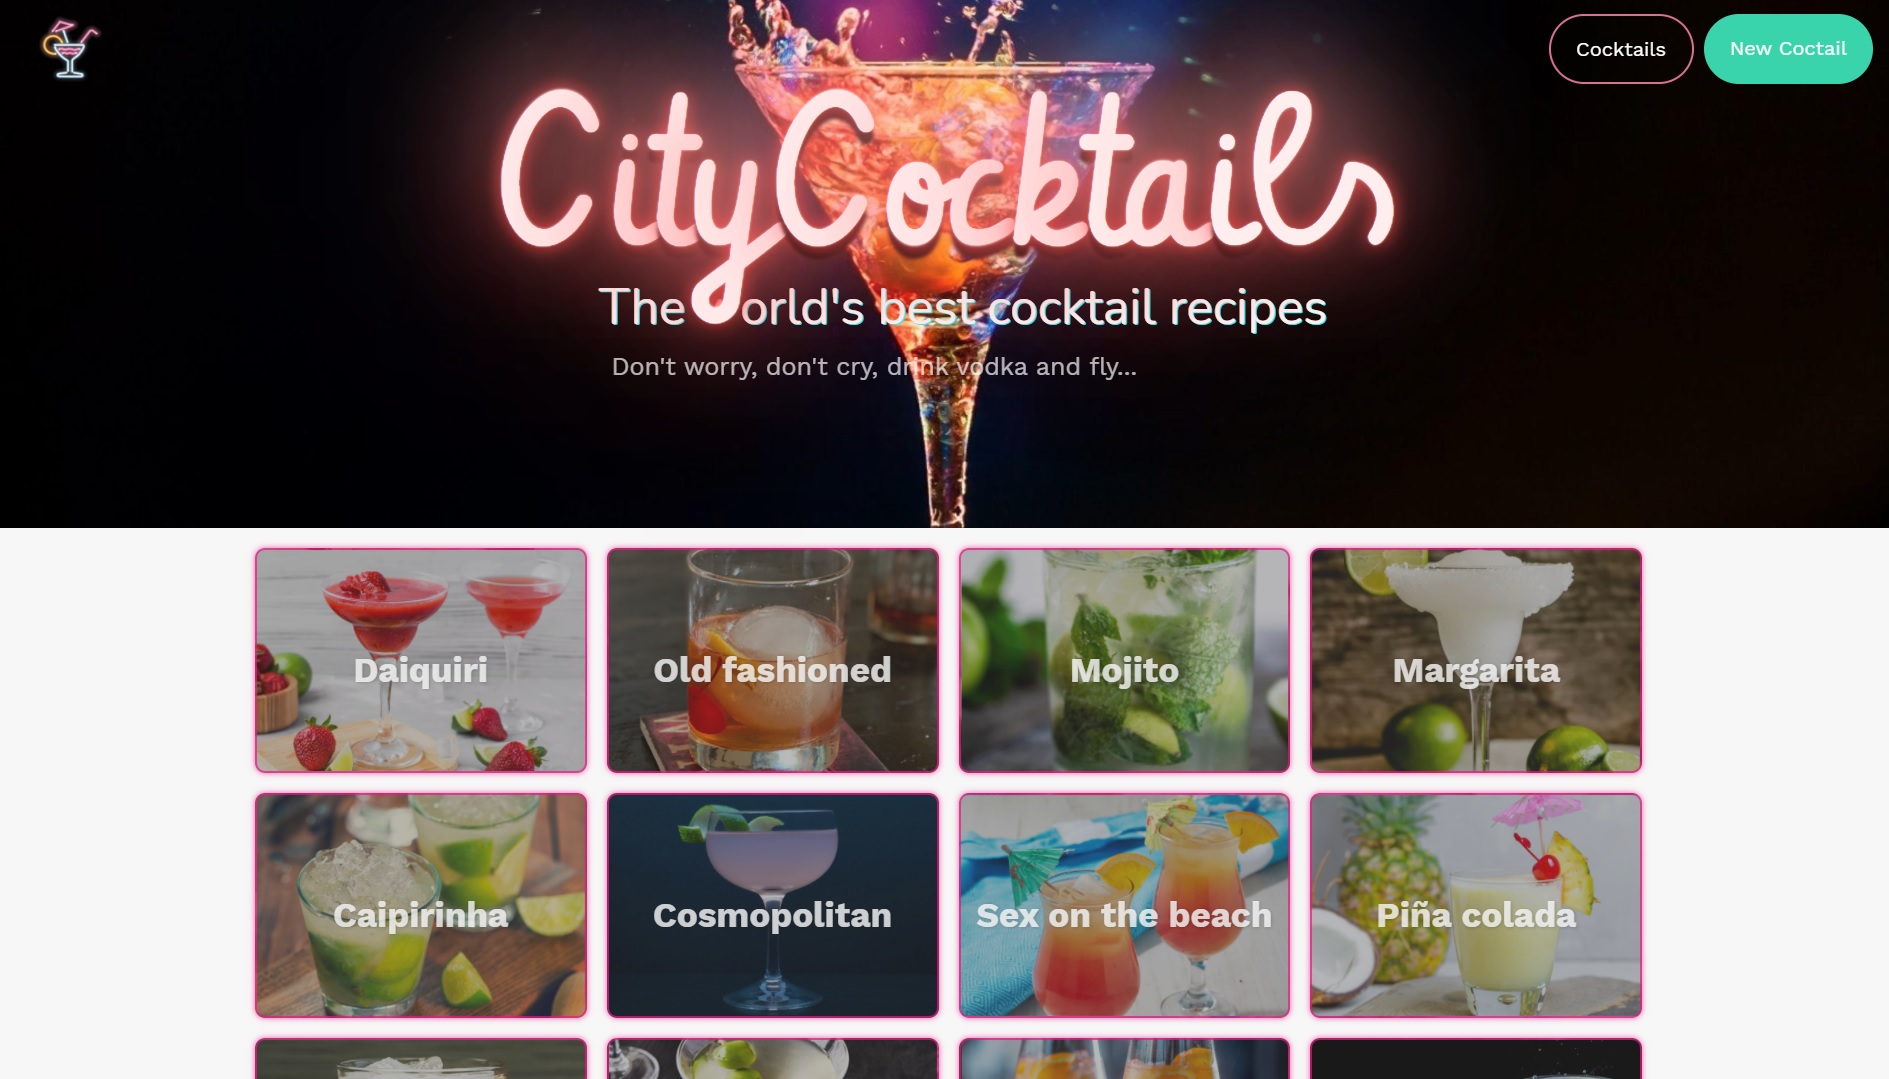 Cocktails
New Coctail
CityCocktails
The orld's best cocktail recipes
Don't worry, don't cry, drink vodka and fly...
Daiquiri
Old fashioned
Mojito
Margarita
Caipirinha
Cosmopolitan
Sex on the beach
Piña colada